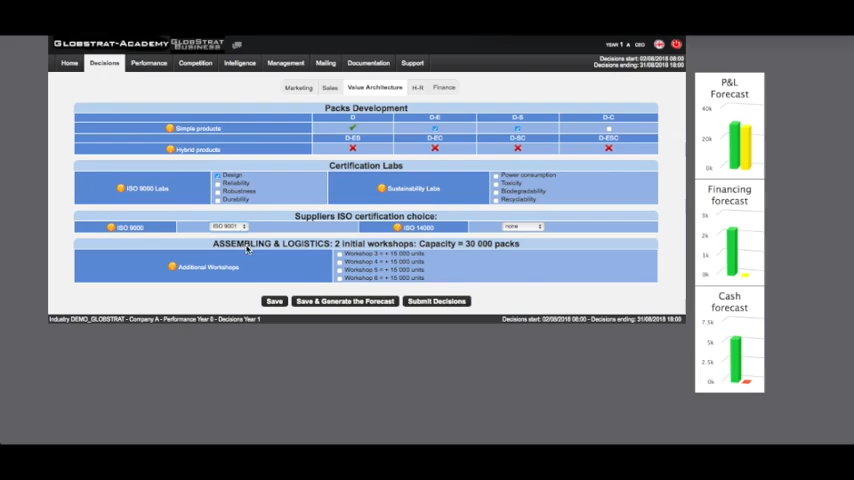 GLOBSTRAT-ACADEMY GLOBSTRAT BUSINESS YEAR 1 A CEO
Decisions start: 02/08/2018 08:00
Decisions ending: 31/08/2018 18:00
Home Decisions Performance Competition Intelligence Management Mailing Documentation Support
Marketing Sales Value Architecture H-R Finance
Packs Development
D D-E D-S D-C
Simple products
D-ES D-EC D-SC D-ESC
Hybrid products
Certification Labs
ISO 9000 Labs
Design
Reliability
Robustness
Durability
Sustainability Labs
Power consumption
Toxicity
Biodegradability
Recyclability
Suppliers ISO certification choice:
ISO 9000 ISO 9001 ISO 14000 none
ASSEMBLING & LOGISTICS: 2 initial workshops: Capacity = 30 000 packs
Additional Workshops
Workshop 3 = + 15 000 units
Workshop 4 = + 15 000 units
Workshop 5 = + 15 000 units
Workshop 6 = + 15 000 units
Save Save & Generate the Forecast Submit Decisions
Industry DEMO_GLOBSTRAT - Company A - Performance Year 0 - Decisions Year 1 Decisions start: 02/08/2018 08:00 - Decisions ending: 31/08/2018 18:00
P&L
Forecast
40k
20k
0k
Financing
forecast
3k
2k
1k
0k
Cash
forecast
7.5k
5k
2.5k
0k